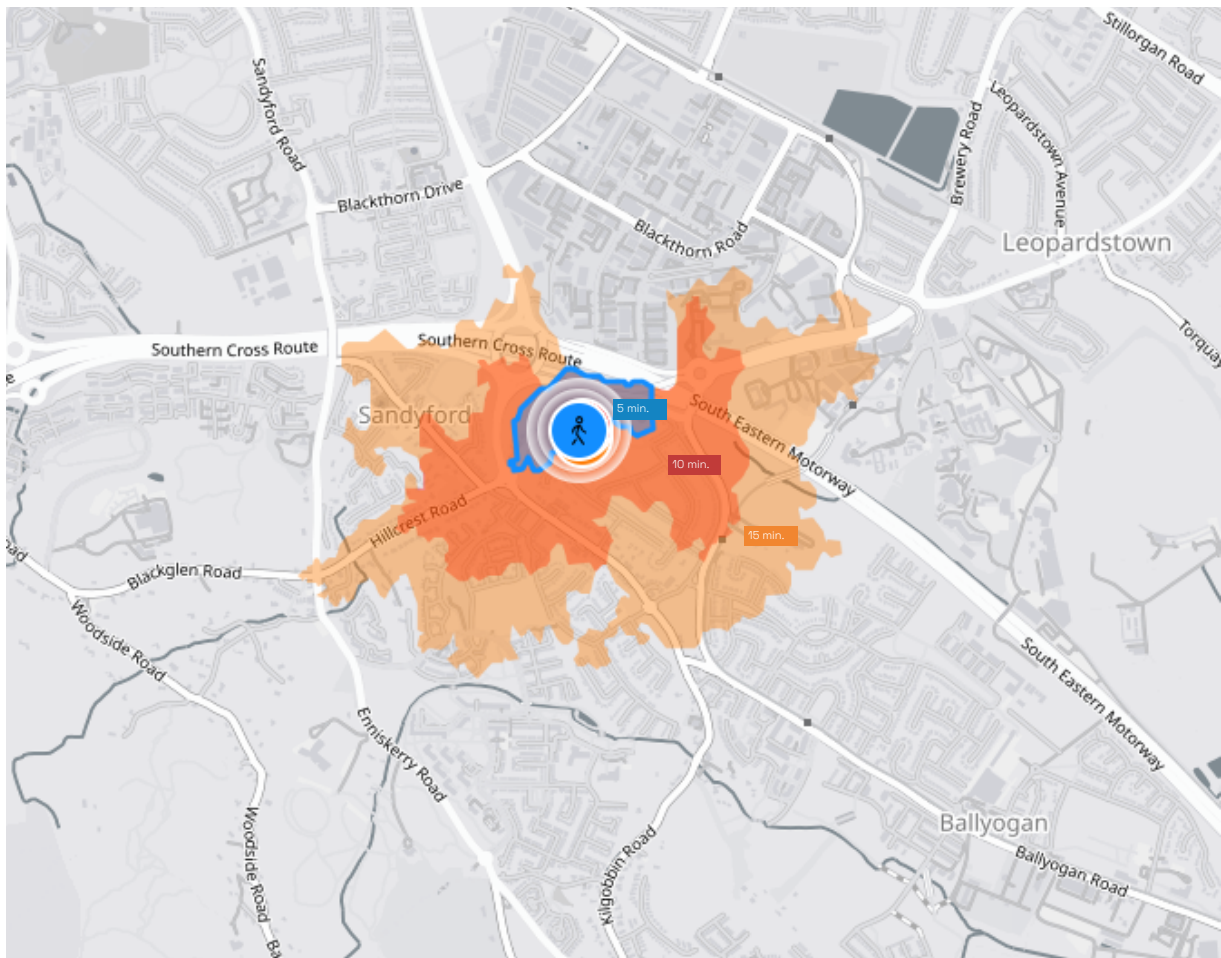 Stillorgan Road
Sandyford Road
Leopardstown Avenue
Brewery Road
Blackthorn Drive
Blackthorn Road
Leopardstown
Torquay
Southern Cross Route
Southern Cross Route
e
5 min.
Sandyford
South Eastern Motorway
10 min.
Hillcrest Road
15 min.
oad
Blackglen Road
Woodside Road
South Eastern Motorway
Enniskerry Road
Woodside Road
Ballyogan
Kilgobbin Road
Ballyogan Road
Ba